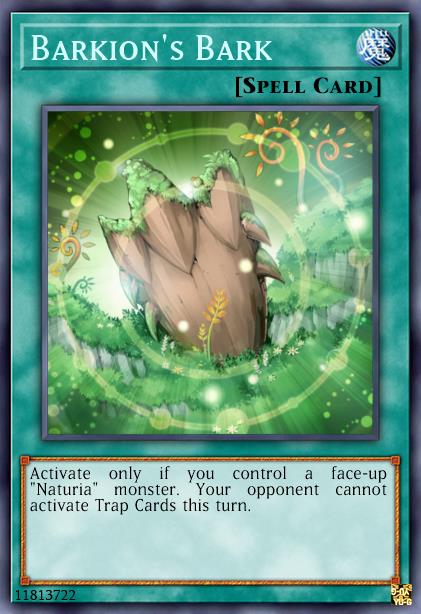 Barkion's Bark
魔
[Spell Card]
Activate only if you control a face-up
"Naturia" monster. Your opponent cannot
activate Trap Cards this turn.
11813722